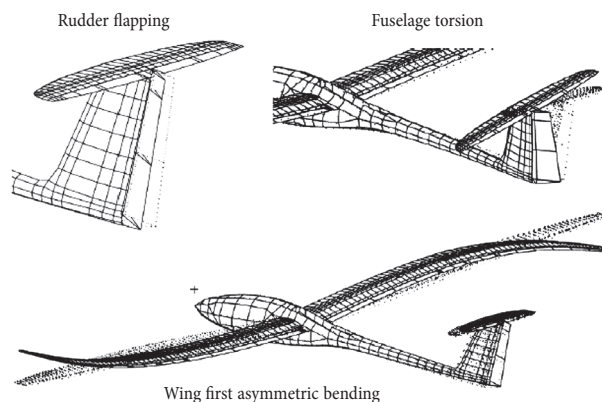 Rudder flapping
Fuselage torsion
Wing first asymmetric bending